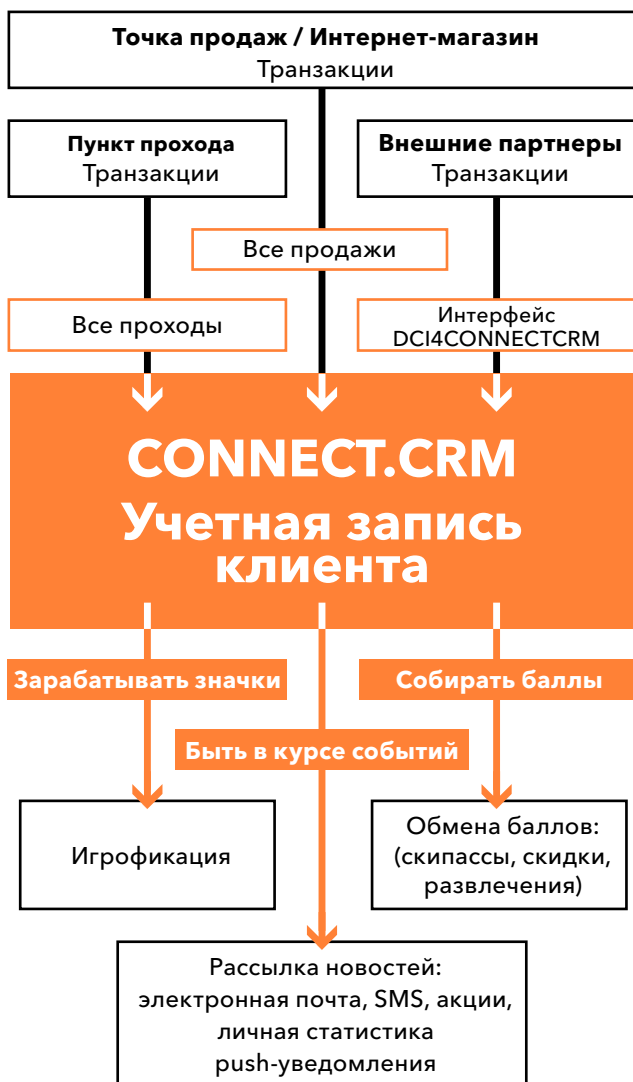 Точка продаж / Интернет-магазин
Транзакции
Пункт прохода
Транзакции
Внешние партнеры
Транзакции
Все продажи
Все проходы
Интерфейс
DCI4CONNECTCRM
CONNECT.CRM
Учетная запись
клиента
Зарабатывать значки
Собирать баллы
Быть в курсе событий
Игрофикация
Обмена баллов:
(скипассы, скидки,
развлечения)
Рассылка новостей:
электронная почта, SMS, акции,
личная статистика
push-уведомления